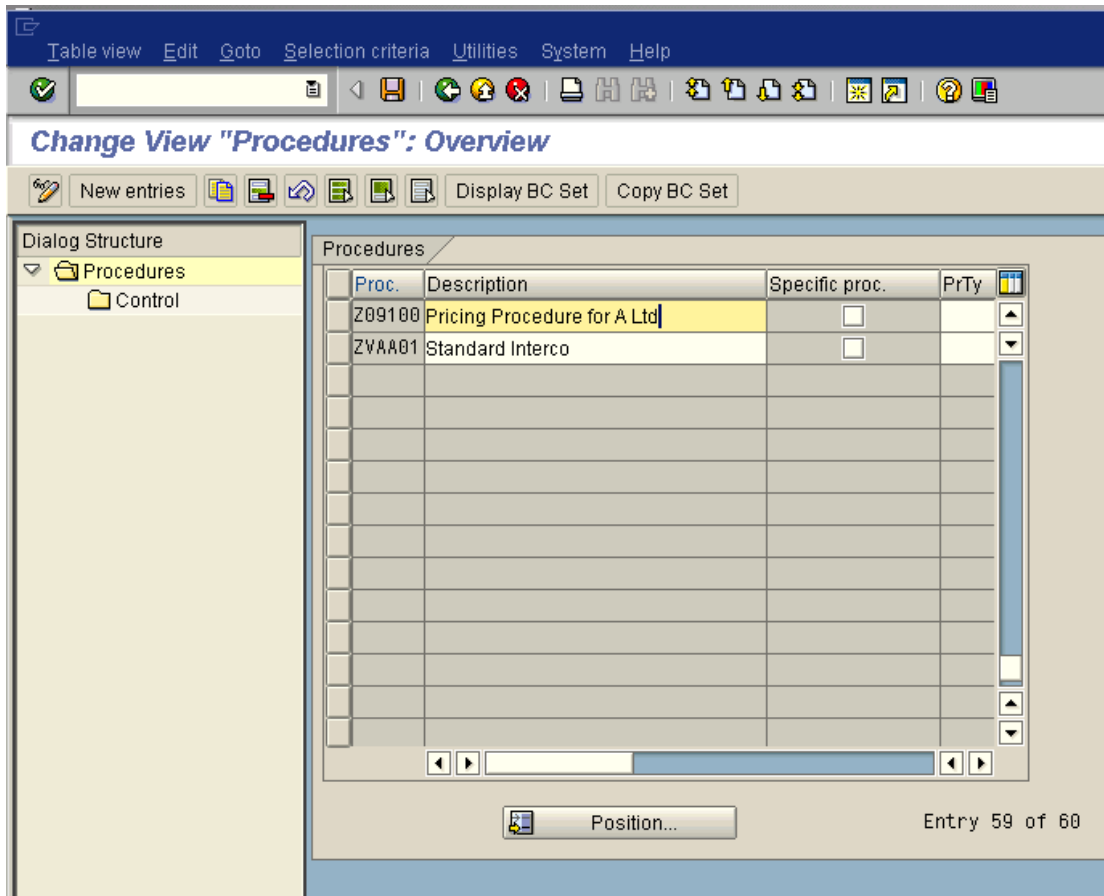 Table view Edit Goto Selection criteria Utilities System Help
Change View "Procedures": Overview
New entries Display BC Set Copy BC Set
Dialog Structure
Procedures
Control
Procedures
Proc. Description Specific proc. PrTy
Z09100 Pricing Procedure for A Ltd
ZVAA01 Standard Interco
Position... Entry 59 of 60